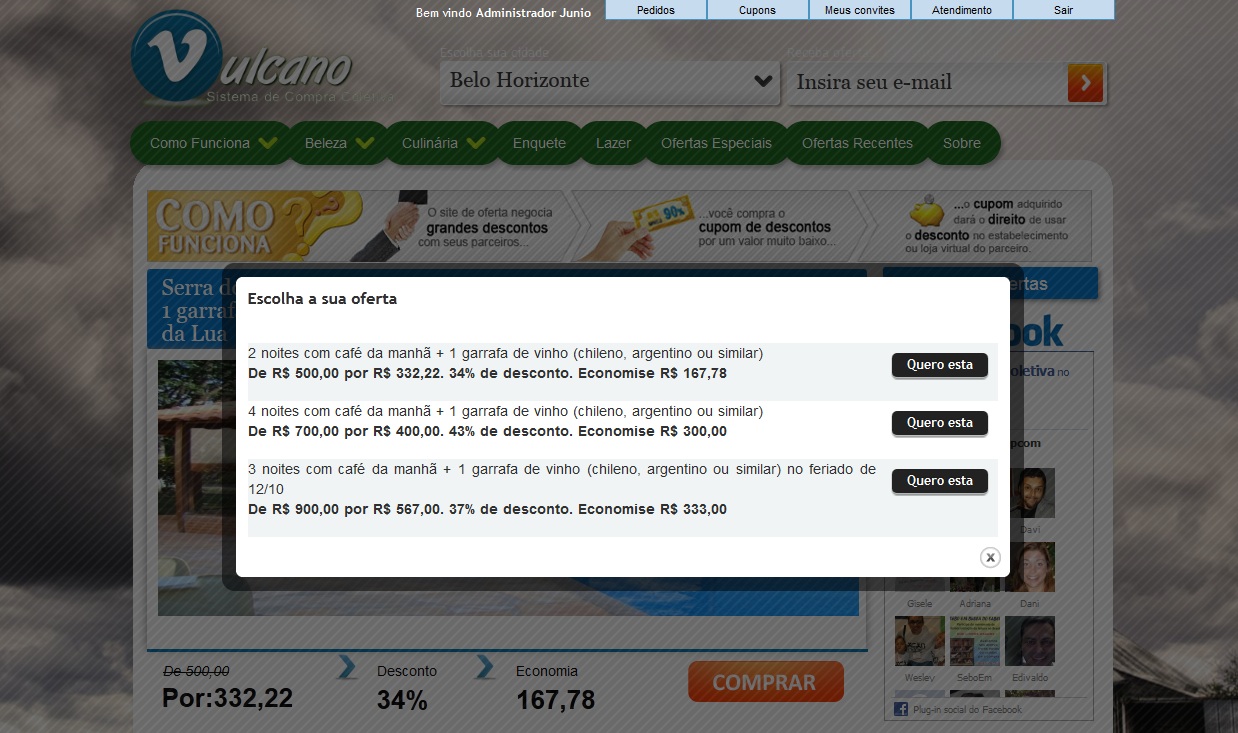 Bem vindo Administrador Junio
Pedidos
Cupons
Meus convites
Atendimento
Sair
Vulcano
Sistema de Compra
Escolha sua cidade
Belo Horizonte
Insira seu e-mail
Como Funciona
Beleza
Culinária
Enquete
Lazer
Ofertas Especiais
Ofertas Recentes
Sobre
COMO
FUNCIONA
O site de oferta negocia
grandes descontos
com seus parceiros...
90%
...você compra o
cupom de descontos
por um valor muito baixo...
...o cupom adquirido
dará o direito de usar
o desconto no estabelecimento
ou loja virtual do parceiro.
Serra do
1 garraf
da Lua
ertas
ook
oletiva no
pcom
Escolha a sua oferta
2 noites com café da manhã + 1 garrafa de vinho (chileno, argentino ou similar)
De R$ 500,00 por R$ 332,22. 34% de desconto. Economise R$ 167,78
Quero esta
4 noites com café da manhã + 1 garrafa de vinho (chileno, argentino ou similar)
De R$ 700,00 por R$ 400,00. 43% de desconto. Economise R$ 300,00
Quero esta
3 noites com café da manhã + 1 garrafa de vinho (chileno, argentino ou similar) no feriado de
12/10
De R$ 900,00 por R$ 567,00. 37% de desconto. Economise R$ 333,00
Quero esta
Davi
Gisele
Adriana
Dani
Wesley
SeboEm
Edivaldo
Plug-in social do Facebook
De 500,00
Por:332,22
Desconto
34%
Economia
167,78
COMPRAR